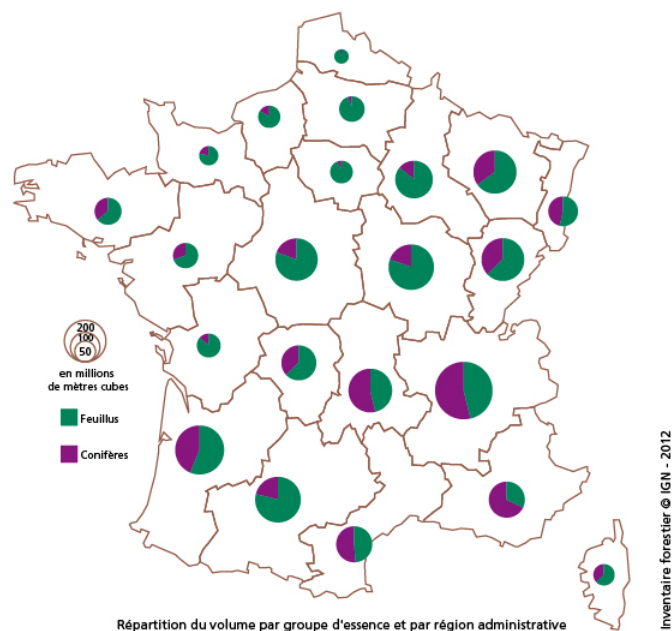 200
100
50
en millions
de mètres cubes
Feuillus
Conifères
Inventaire forestier © IGN - 2012
Répartition du volume par groupe d'essence et par région administrative